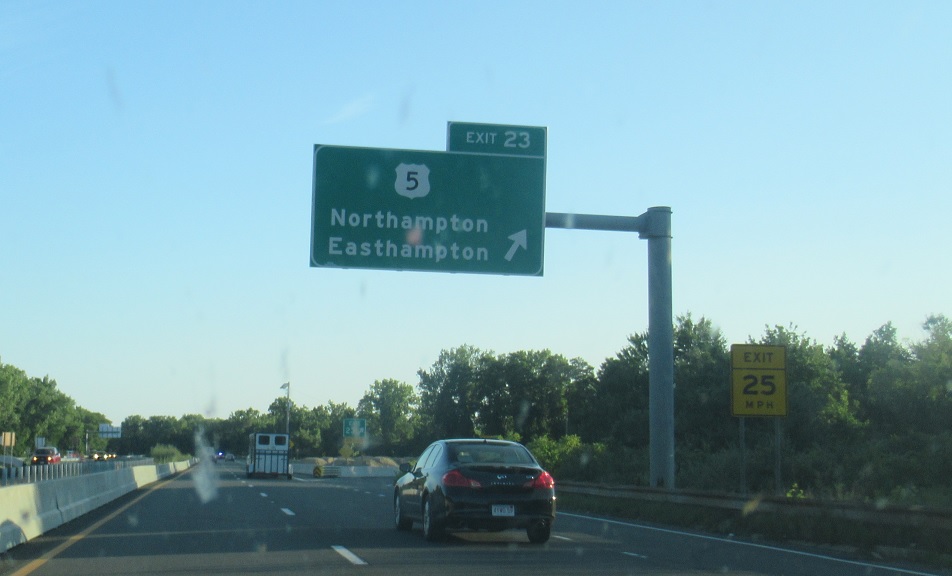 EXIT 23
5
Northampton
Easthampton
EXIT
25
MPH